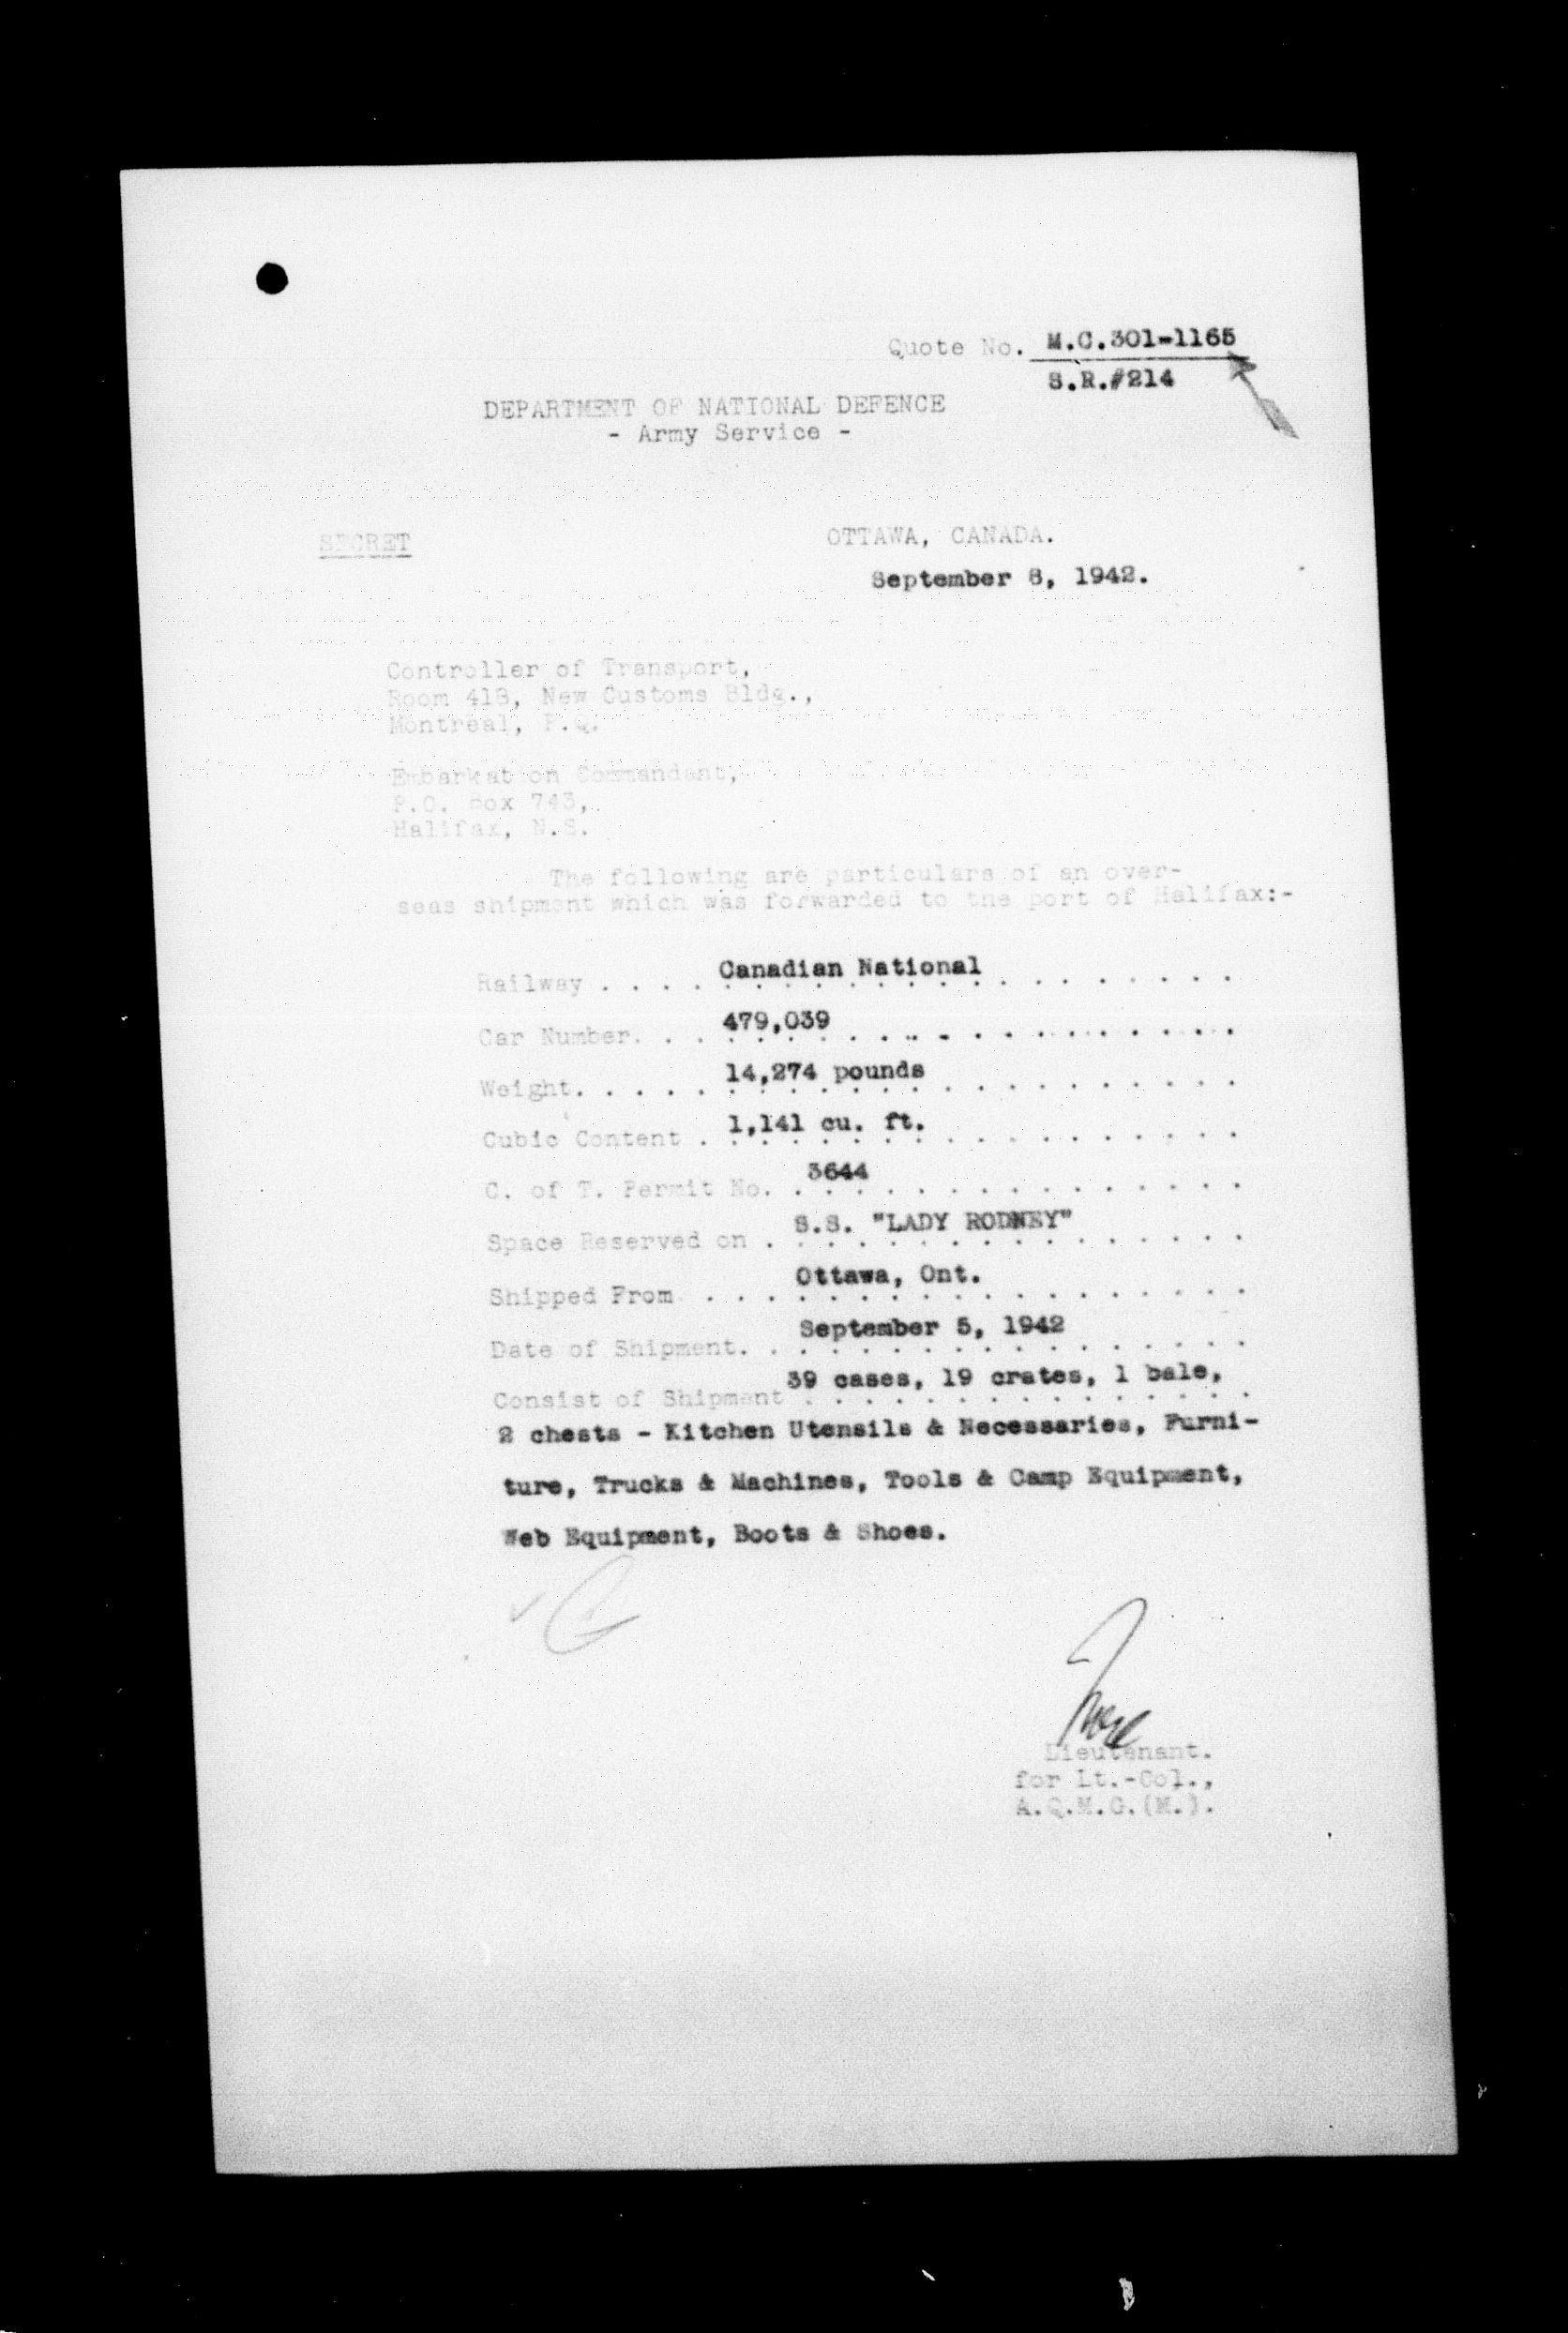 Quote No. M.C.301-1165
S.R.#214
DEPARTMENT OF NATIONAL DEFENCE
- Army Service -
SECRET
OTTAWA, CANADA.
September 8, 1942.
Controller of Transport,
Room 418, New Customs Bldg.,
Montreal, P.Q.
Embarkat on Commandant,
P.O. Box 743,
Halifax, N.S.
The following are particulars of an over-
seas shipment which was forwarded to the port of Halifax:-
Railway . . . . Canadian National . . . . . . . .
Car Number. . . 479,039 . . . . . . . . . . . .
Weight. . . . . 14,274 pounds . . . . . . . . . .
Cubic Content . 1,141 cu. ft. . . . . . . . . . .
C. of T. Permit No. . 3644 . . . . . . . . . . . .
Space Reserved on . S.S. "LADY RODNEY" . . . . .
Shipped From . . . Ottawa, Ont. . . . . . . . .
Date of Shipment. . September 5, 1942 . . . . . .
Consist of Shipment 39 cases, 19 crates, 1 bale,
2 chests - Kitchen Utensils & Necessaries, Furni-
ture, Trucks & Machines, Tools & Camp Equipment,
Web Equipment, Boots & Shoes.
Lieutenant.
for Lt.-Col.,
A.Q.M.G.(M.).